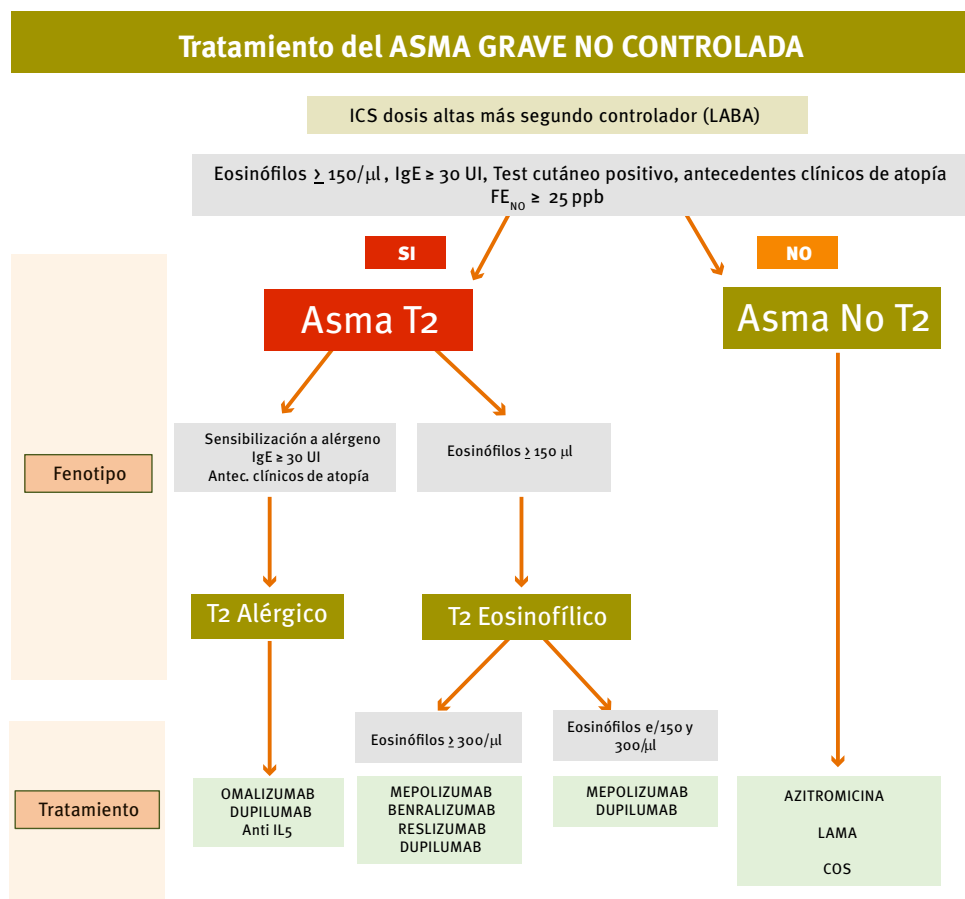 Tratamiento del ASMA GRAVE NO CONTROLADA
ICS dosis altas más segundo controlador (LABA)
Eosinófilos ≥ 150/µl , IgE ≥ 30 UI, Test cutáneo positivo, antecedentes clínicos de atopía
FENO ≥ 25 ppb
SI
NO
Asma T2
Asma No T2
Fenotipo
Sensibilización a alérgeno
IgE ≥ 30 UI
Antec. clínicos de atopía
Eosinófilos ≥ 150 µl
T2 Alérgico
T2 Eosinofílico
Eosinófilos ≥ 300/µl
Eosinófilos e/150 y
300/µl
Tratamiento
OMALIZUMAB
DUPILUMAB
Anti IL5
MEPOLIZUMAB
BENRALIZUMAB
RESLIZUMAB
DUPILUMAB
MEPOLIZUMAB
DUPILUMAB
AZITROMICINA
LAMA
COS